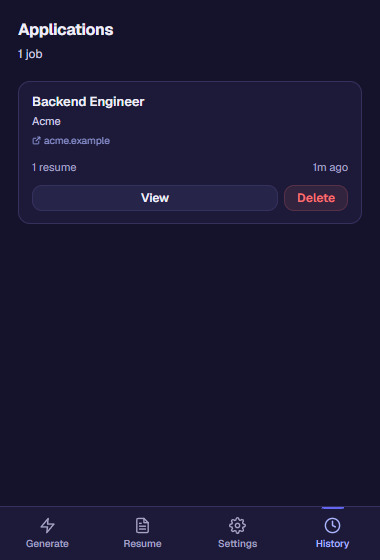 Applications
1 job
Backend Engineer
Acme
acme.example
1 resume 1m ago
View Delete
Generate Resume Settings History